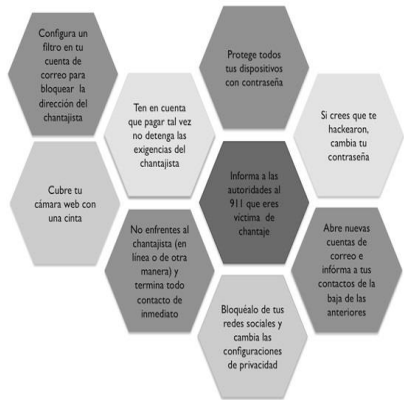 Configura un
filtro en tu
cuenta de
correo para
bloquear la
dirección del
chantajista
Protege todos
tus dispositivos
con contraseña
Ten en cuenta
que pagar tal vez
no detenga las
exigencias del
chantajista
Si crees que te
hackearon,
cambia tu
contraseña
Cubre tu
cámara web con
una cinta
Informa a las
autoridades al
911 que eres
víctima de
chantaje
No enfrentes al
chantajista (en
línea o de otra
manera) y
termina todo
contacto de
inmediato
Abre nuevas
cuentas de
correo e
infórma a tus
contactos de la
baja de las
anteriores
Bloquéalo de tus
redes sociales y
cambia las
configuraciones
de privacidad